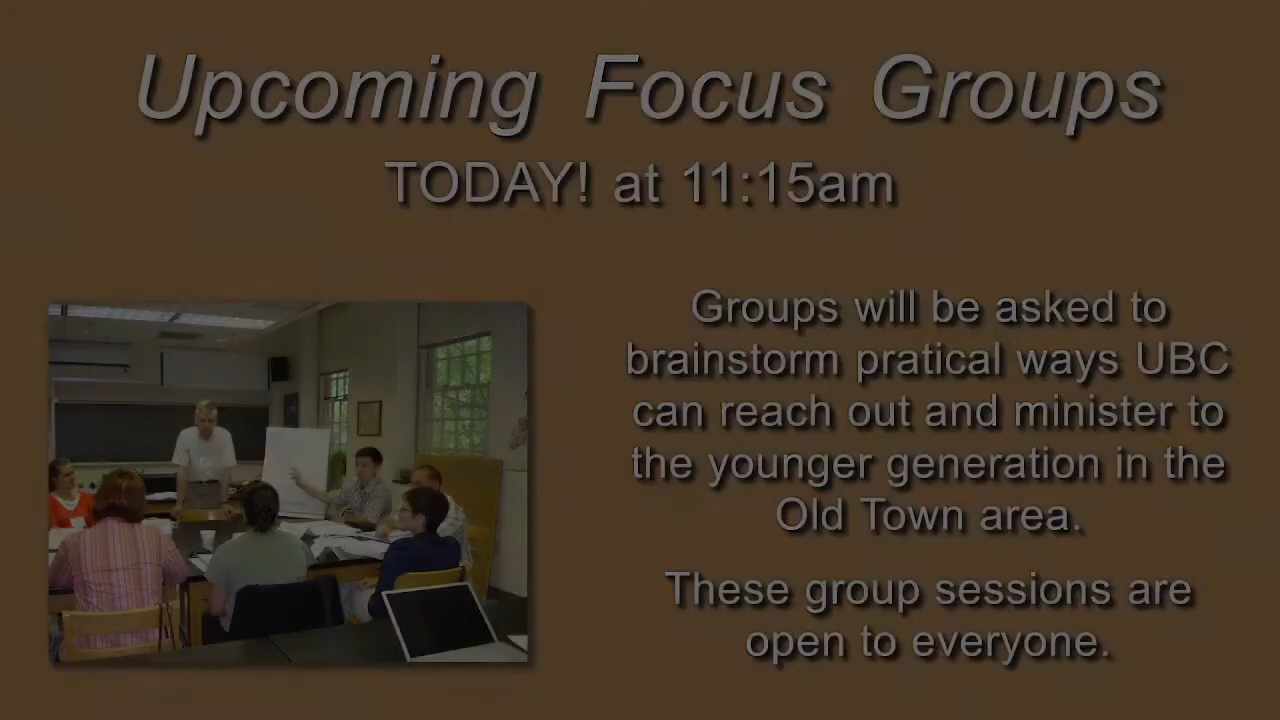 Upcoming Focus Groups
TODAY! at 11:15am
Groups will be asked to
brainstorm pratical ways UBC
can reach out and minister to
the younger generation in the
Old Town area.
These group sessions are
open to everyone.